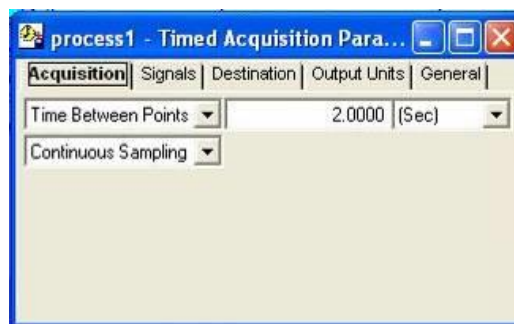 process1 - Timed Acquisition Para...
Acquisition Signals Destination Output Units General
Time Between Points 2.0000 (Sec)
Continuous Sampling